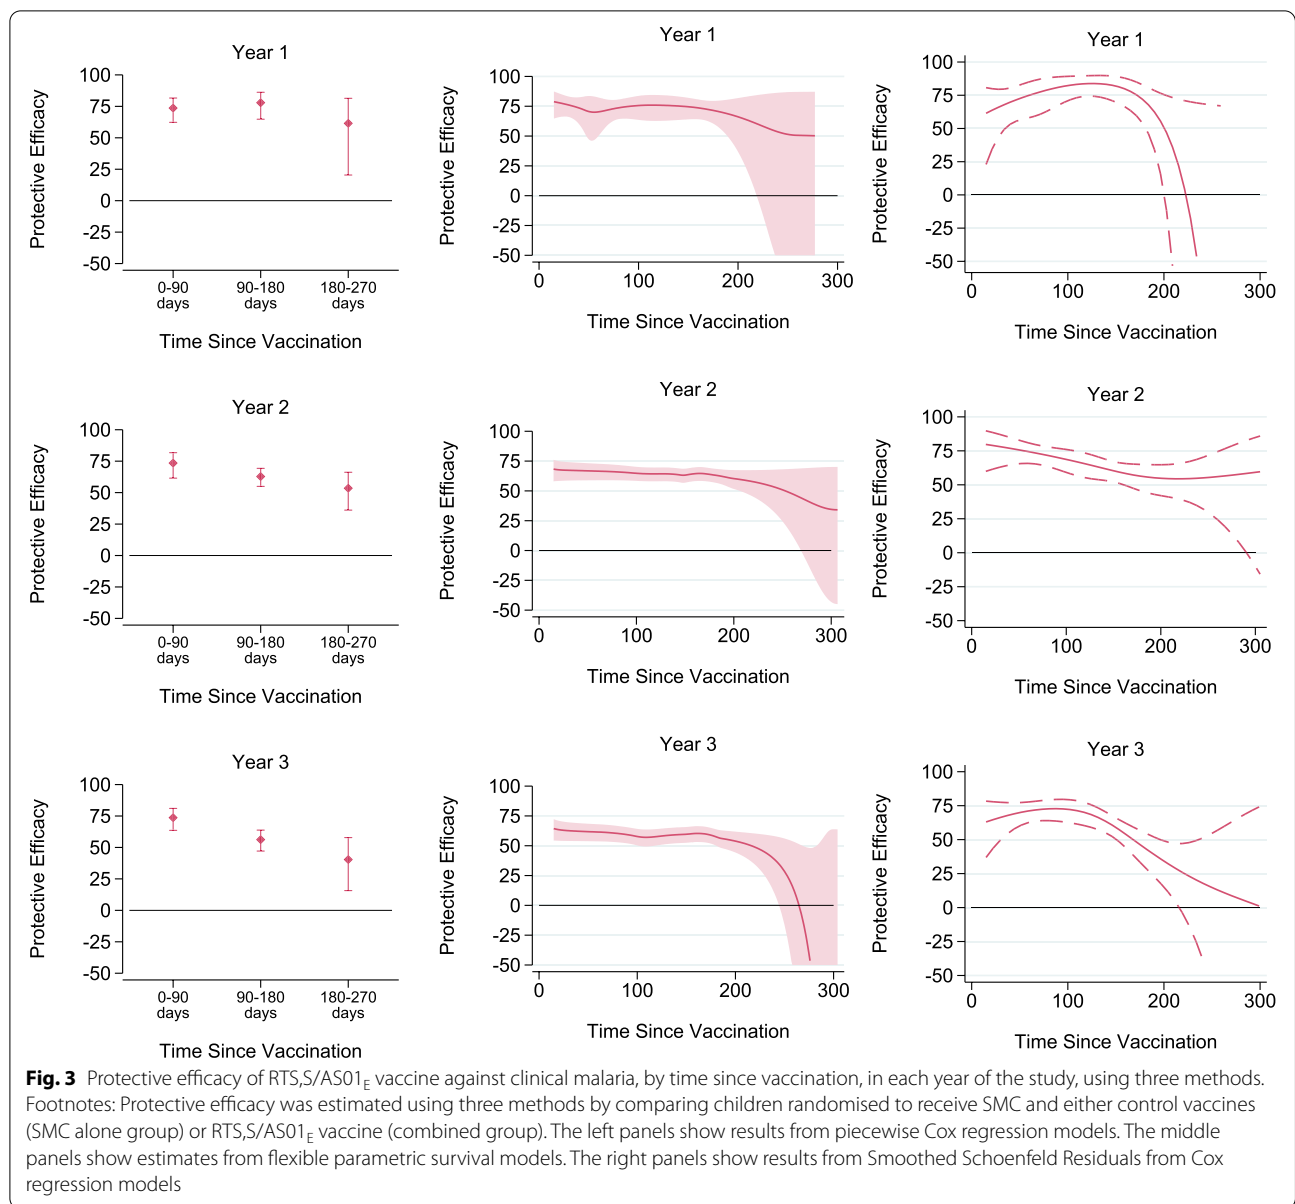 Year 1
Protective Efficacy
100
75
50
25
0
-25
-50
0-90
days
90-180
days
180-270
days
Time Since Vaccination
Year 1
Protective Efficacy
100
75
50
25
0
-25
-50
0 100 200 300
Time Since Vaccination
Year 1
Protective Efficacy
100
75
50
25
0
-25
-50
0 100 200 300
Time Since Vaccination
Year 2
Protective Efficacy
100
75
50
25
0
-25
-50
0-90
days
90-180
days
180-270
days
Time Since Vaccination
Year 2
Protective Efficacy
100
75
50
25
0
-25
-50
0 100 200 300
Time Since Vaccination
Year 2
Protective Efficacy
100
75
50
25
0
-25
-50
0 100 200 300
Time Since Vaccination
Year 3
Protective Efficacy
100
75
50
25
0
-25
-50
0-90
days
90-180
days
180-270
days
Time Since Vaccination
Year 3
Protective Efficacy
100
75
50
25
0
-25
-50
0 100 200 300
Time Since Vaccination
Year 3
Protective Efficacy
100
75
50
25
0
-25
-50
0 100 200 300
Time Since Vaccination
Fig. 3 Protective efficacy of RTS,S/AS01E vaccine against clinical malaria, by time since vaccination, in each year of the study, using three methods.
Footnotes: Protective efficacy was estimated using three methods by comparing children randomised to receive SMC and either control vaccines
(SMC alone group) or RTS,S/AS01E vaccine (combined group). The left panels show results from piecewise Cox regression models. The middle
panels show estimates from flexible parametric survival models. The right panels show results from Smoothed Schoenfeld Residuals from Cox
regression models